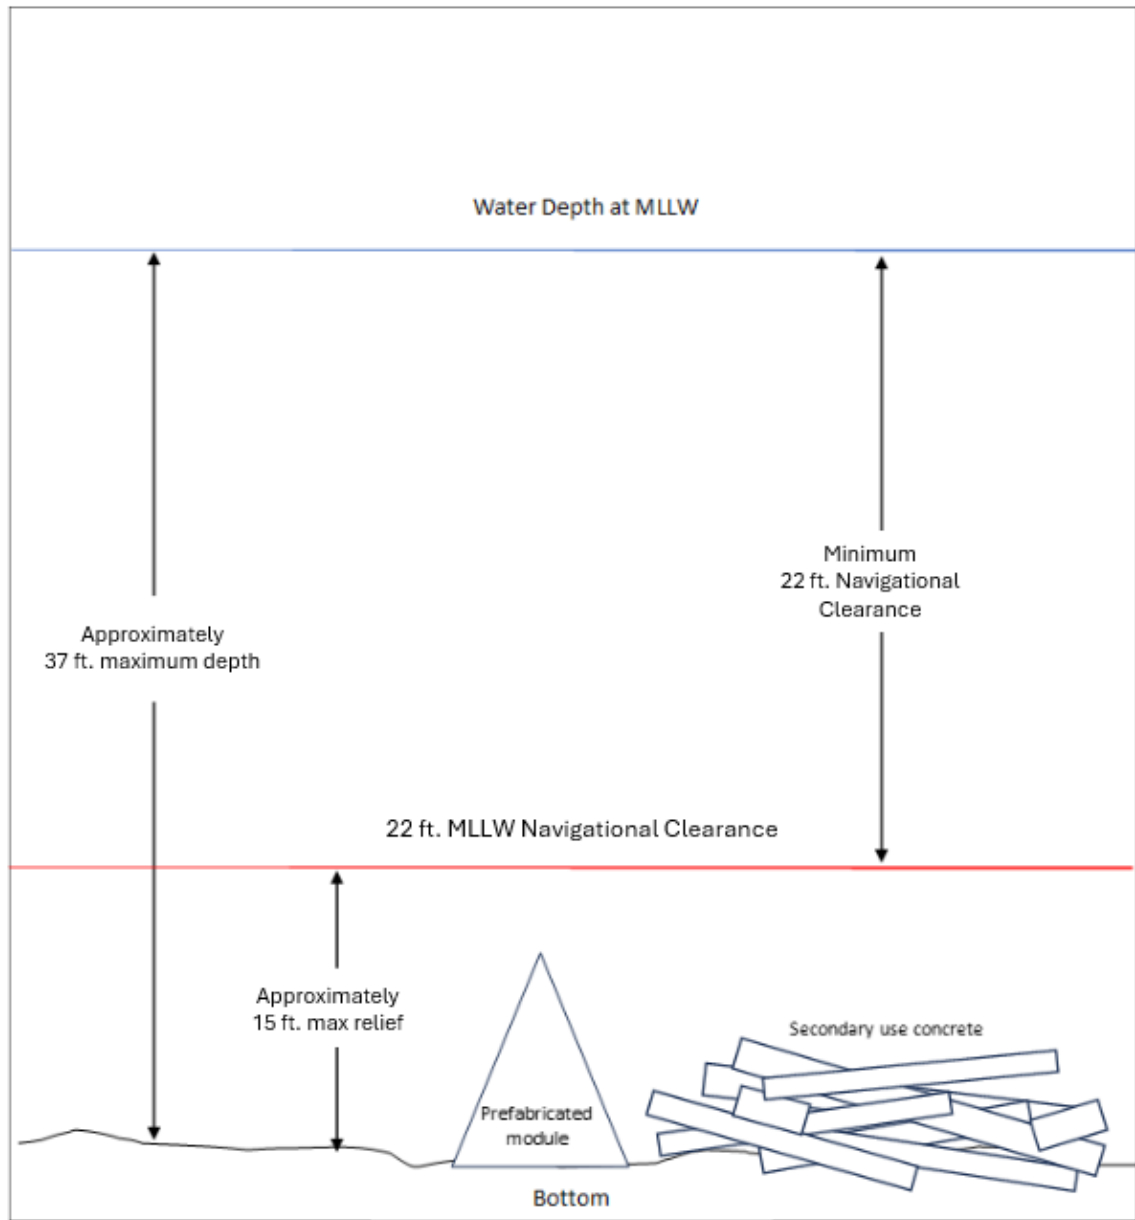 Water Depth at MLLW
Minimum
22 ft. Navigational
Clearance
Approximately
37 ft. maximum depth
22 ft. MLLW Navigational Clearance
Approximately
15 ft. max relief
Secondary use concrete
Prefabricated
module
Bottom